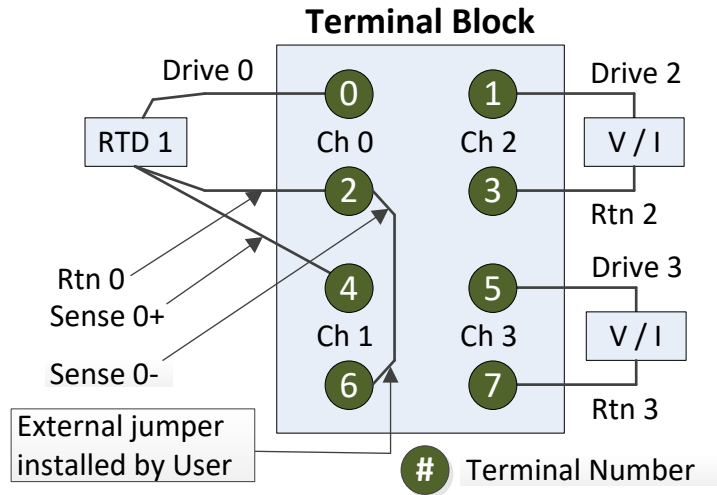 Terminal Block
Drive 0
0
1
Drive 2
RTD 1
Ch 0
Ch 2
V / I
2
3
Rtn 2
Rtn 0
Sense 0+
4
5
Drive 3
Ch 1
Ch 3
V / I
Sense 0-
6
7
Rtn 3
External jumper
installed by User
# Terminal Number